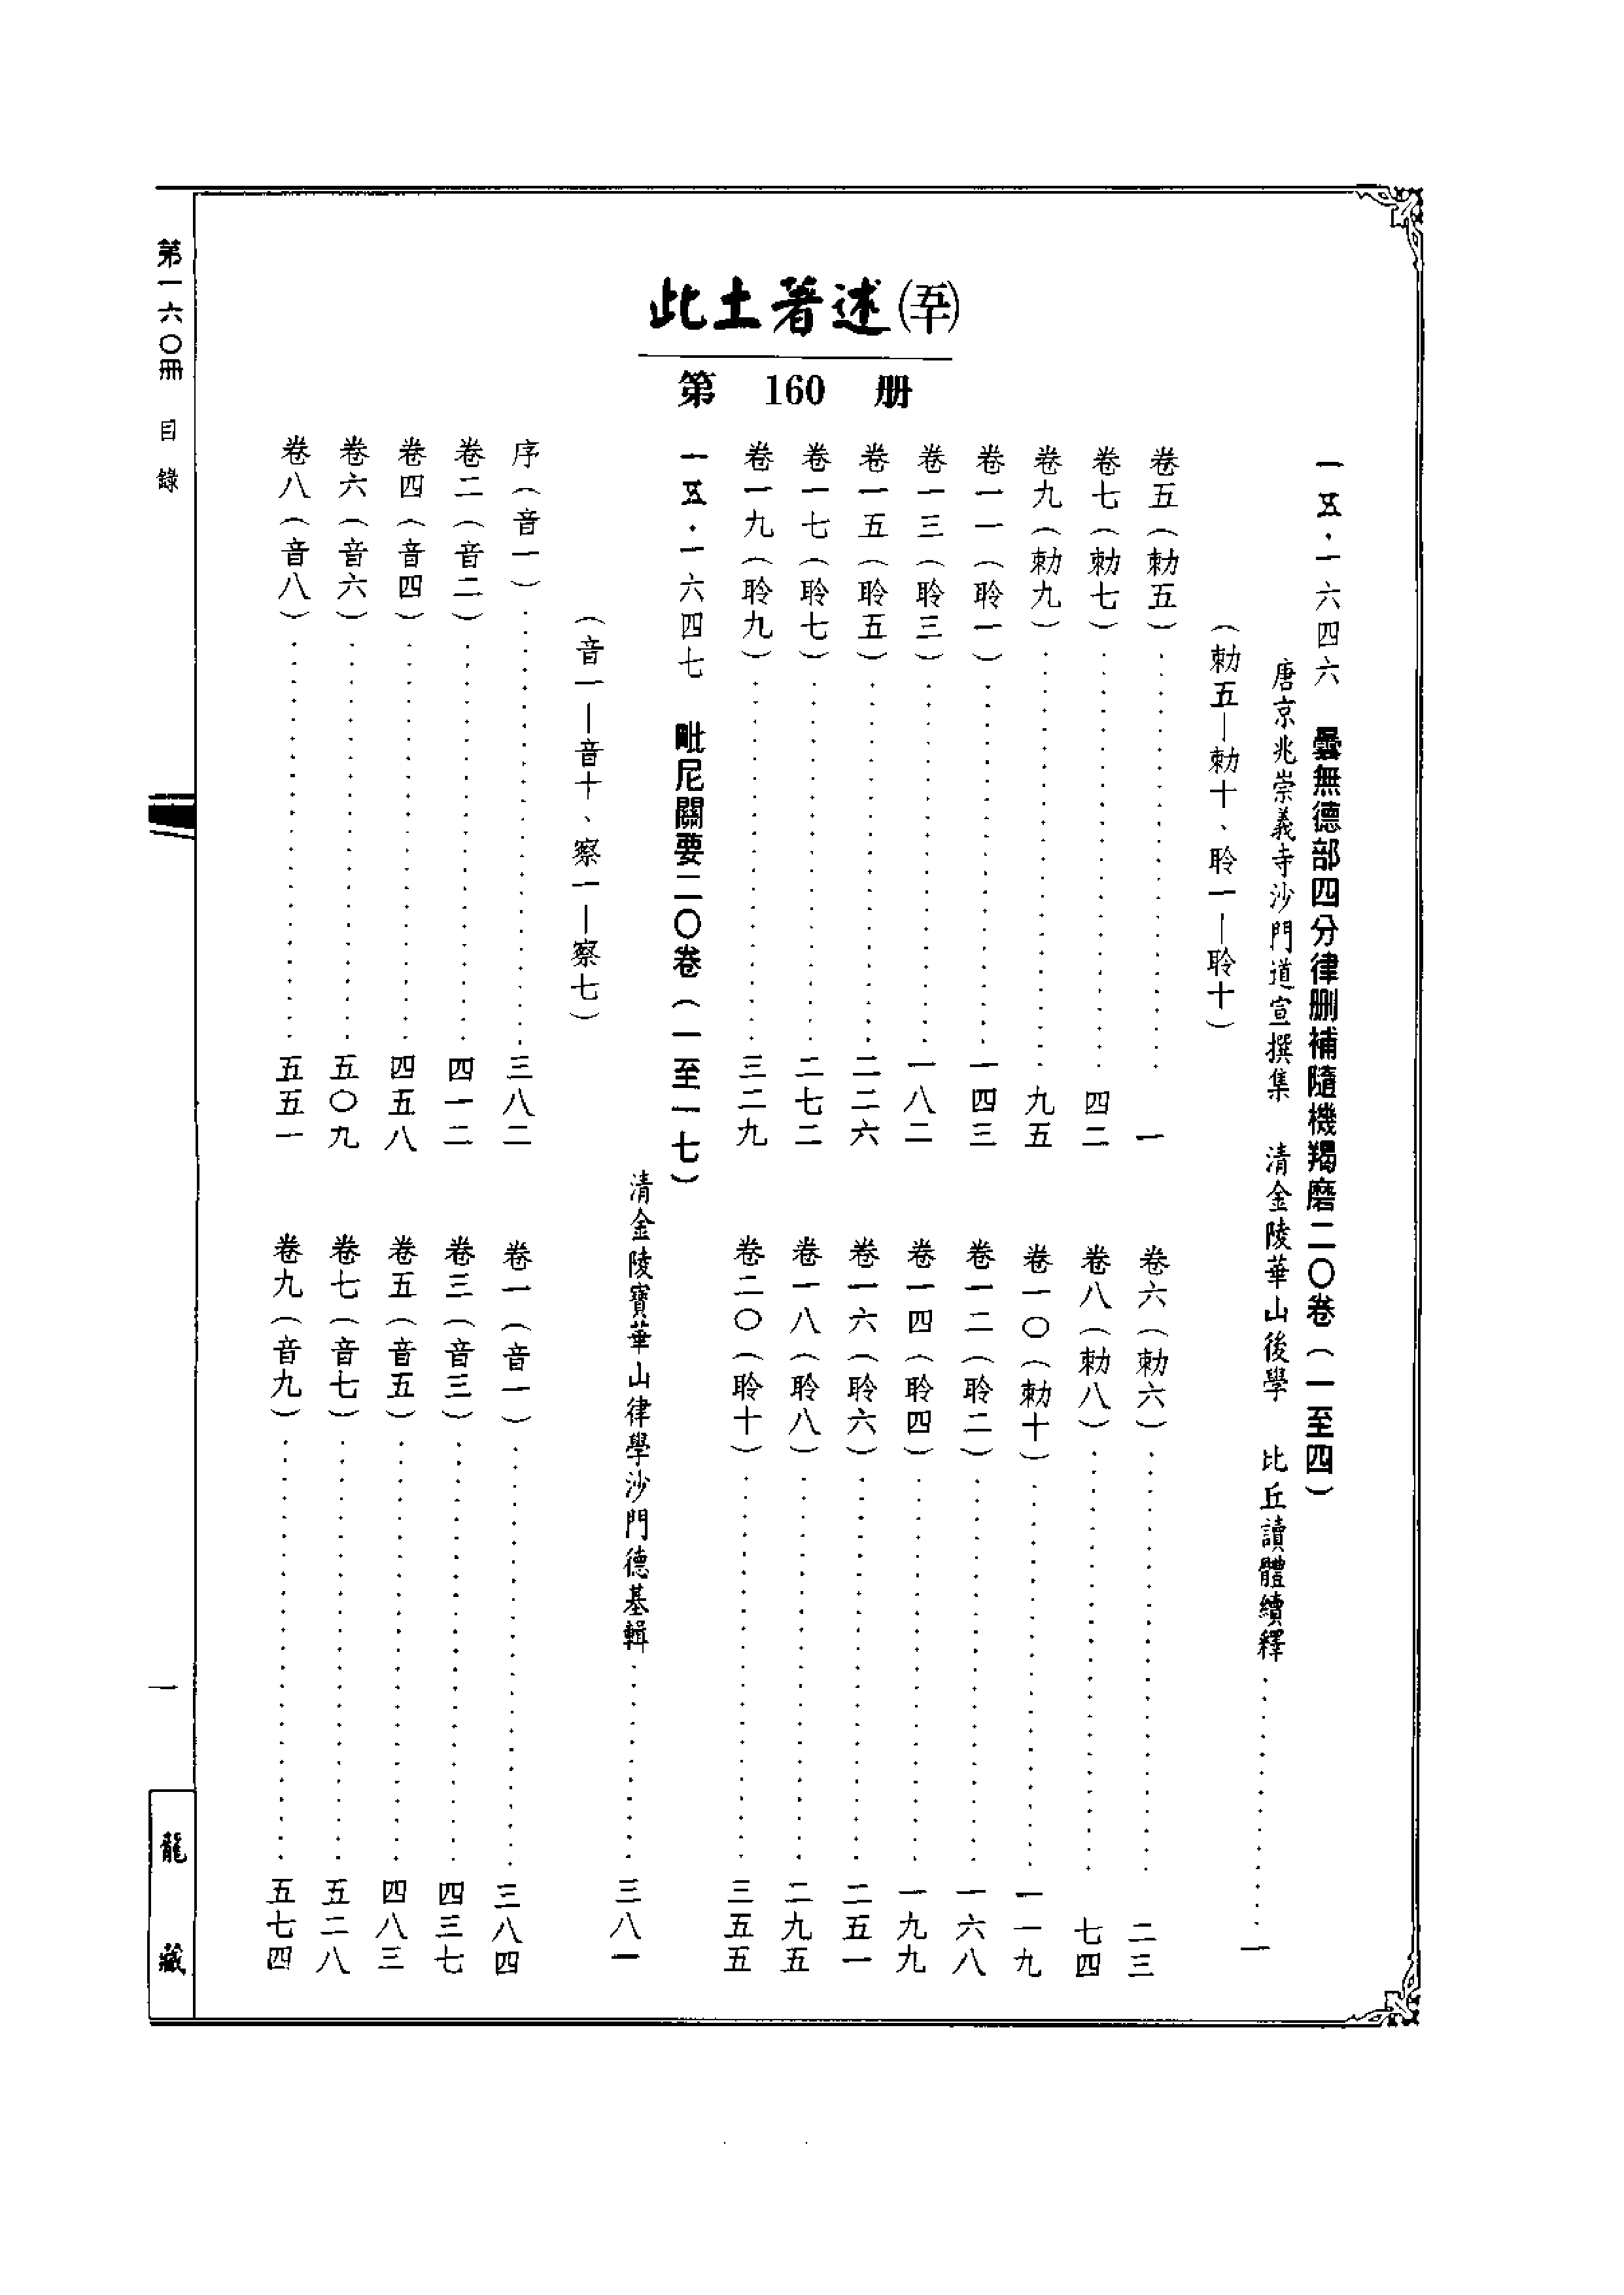 此土著述(五十)
第 160 册
一五·一六四六 曇無德部四分律刪補隨機羯磨二〇卷(一至四)
唐京兆崇義寺沙門道宣撰集 清金陵華山後學 比丘讀體續釋……一
(勅五—勅十、聆一—聆十)
卷五(勅五)……一 卷六(勅六)……二三
卷七(勅七)……四二 卷八(勅八)……七四
卷九(勅九)……九五 卷一〇(勅十)……一一九
卷一一(聆一)……一四三 卷一二(聆二)……一六八
卷一三(聆三)……一八二 卷一四(聆四)……一九九
卷一五(聆五)……二二六 卷一六(聆六)……二五一
卷一七(聆七)……二七二 卷一八(聆八)……二九五
卷一九(聆九)……三二九 卷二〇(聆十)……三五五
一五·一六四七 毗尼關要二〇卷(一至一七)
清金陵寶華山律學沙門德基輯……三八一
(音一—音十、察一—察七)
序(音一)……三八二 卷一(音一)……三八四
卷二(音二)……四一二 卷三(音三)……四三七
卷四(音四)……四五八 卷五(音五)……四八三
卷六(音六)……五〇九 卷七(音七)……五二八
卷八(音八)……五五一 卷九(音九)……五七四
第一六〇冊 目錄
一
龍藏